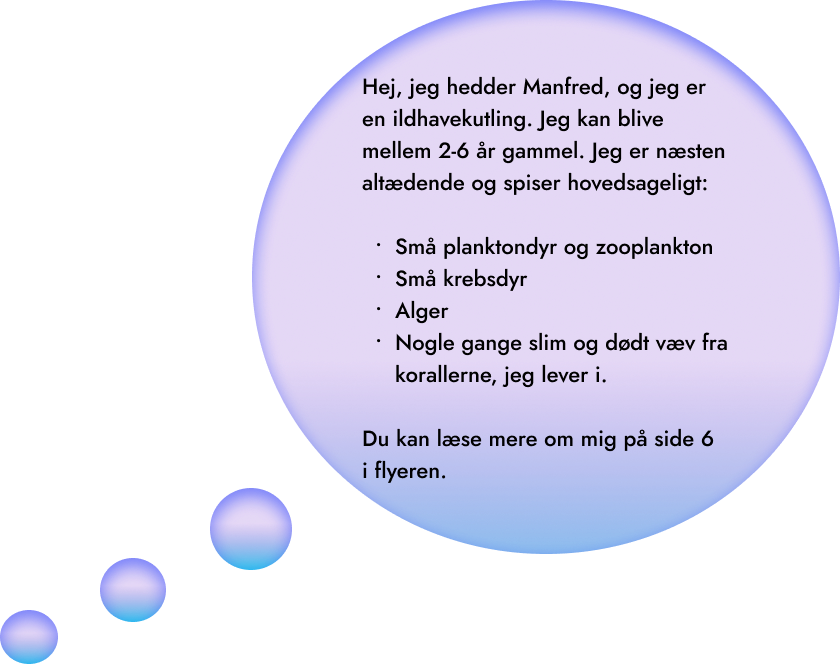 Hej, jeg hedder Manfred, og jeg er
en ildhavekutling. Jeg kan blive
mellem 2-6 år gammel. Jeg er næsten
altædende og spiser hovedsageligt:
· Små planktondyr og zooplankton
· Små krebsdyr
· Alger
· Nogle gange slim og dødt væv fra
korallerne, jeg lever i.
Du kan læse mere om mig på side 6
i flyeren.